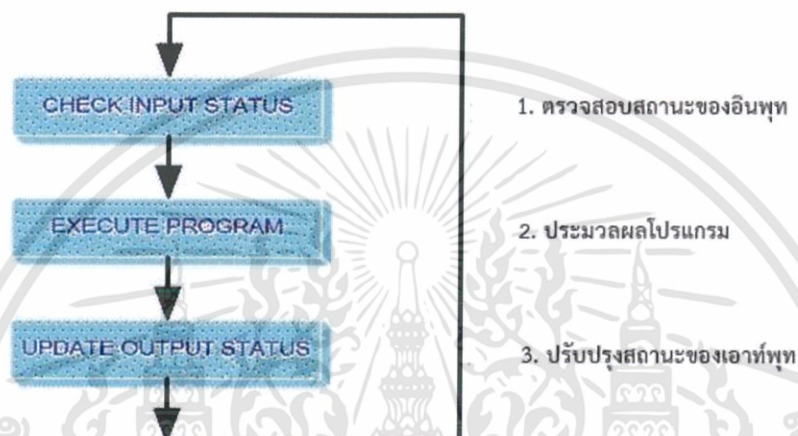 CHECK INPUT STATUS
1. ตรวจสอบสถานะของอินพุท
EXECUTE PROGRAM
2. ประมวลผลโปรแกรม
UPDATE OUTPUT STATUS
3. ปรับปรุงสถานะของเอาท์พุท